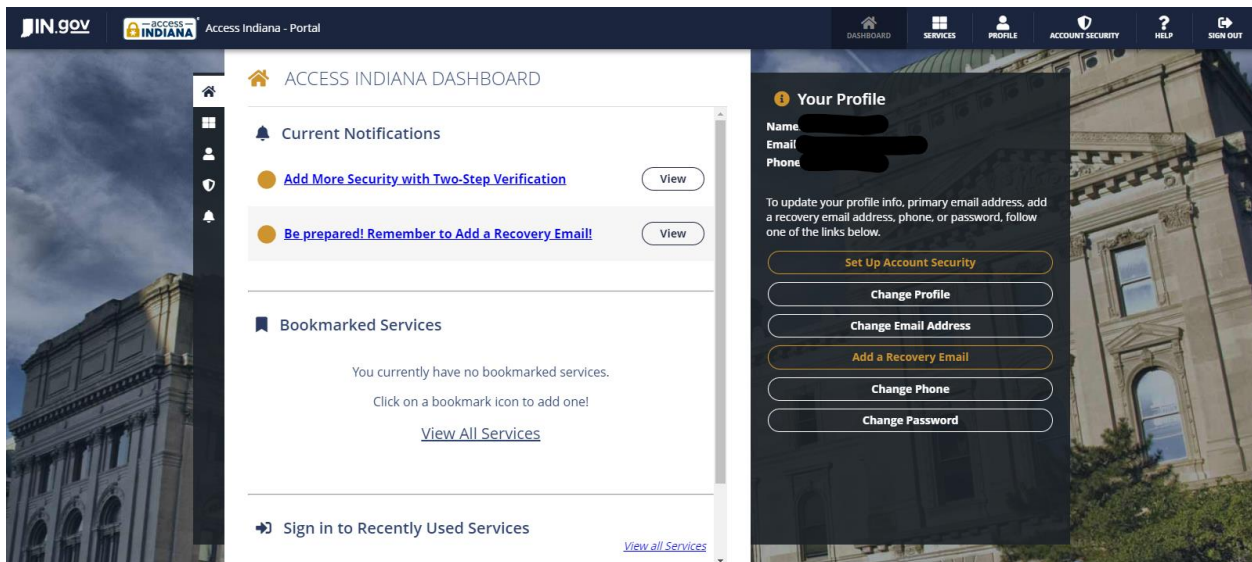 IN.gov
access
INDIANA
Access Indiana - Portal
DASHBOARD
SERVICES
PROFILE
ACCOUNT SECURITY
HELP
SIGN OUT
ACCESS INDIANA DASHBOARD
Current Notifications
Add More Security with Two-Step Verification
View
Be prepared! Remember to Add a Recovery Email!
View
Bookmarked Services
You currently have no bookmarked services.
Click on a bookmark icon to add one!
View All Services
Sign in to Recently Used Services
View all Services
Your Profile
Name
Email
Phone
To update your profile info, primary email address, add
a recovery email address, phone, or password, follow
one of the links below.
Set Up Account Security
Change Profile
Change Email Address
Add a Recovery Email
Change Phone
Change Password